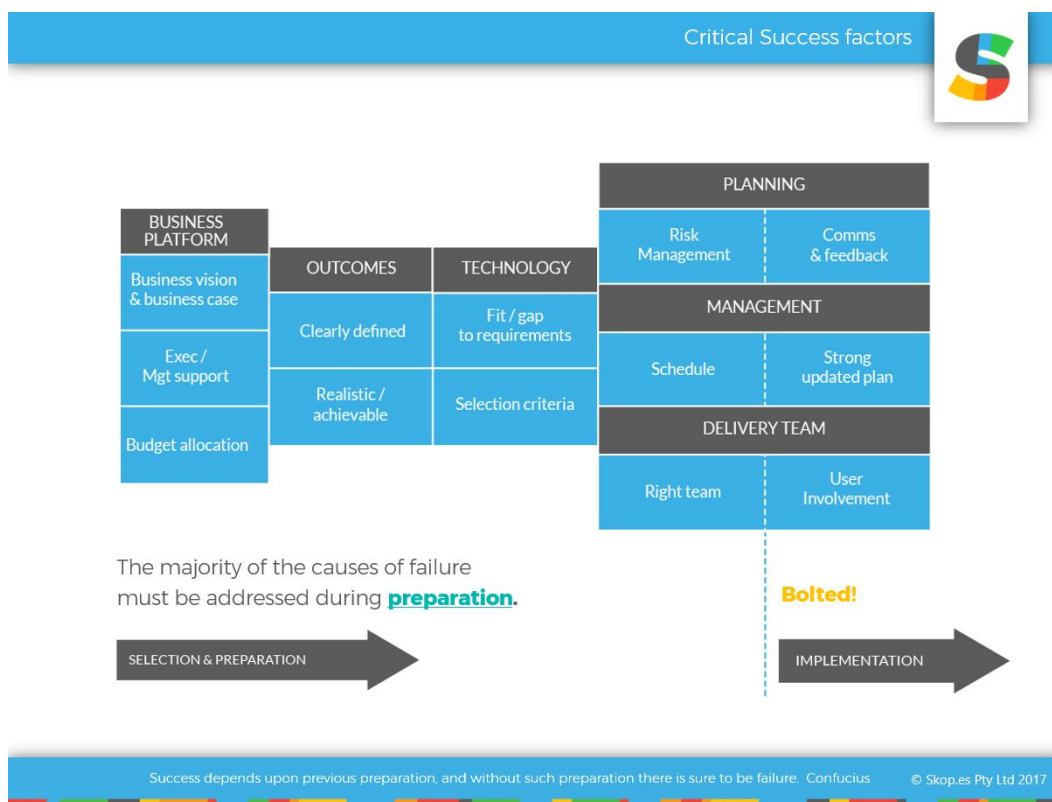 Critical Success factors
BUSINESS
PLATFORM
Business vision
& business case
Exec /
Mgt support
Budget allocation
OUTCOMES
Clearly defined
Realistic /
achievable
TECHNOLOGY
Fit / gap
to requirements
Selection criteria
PLANNING
Risk
Management
Comms
& feedback
MANAGEMENT
Schedule
Strong
updated plan
DELIVERY TEAM
Right team
User
Involvement
The majority of the causes of failure
must be addressed during preparation.
Bolted!
SELECTION & PREPARATION
IMPLEMENTATION
Success depends upon previous preparation, and without such preparation there is sure to be failure. Confucius
© Skop.es Pty Ltd 2017